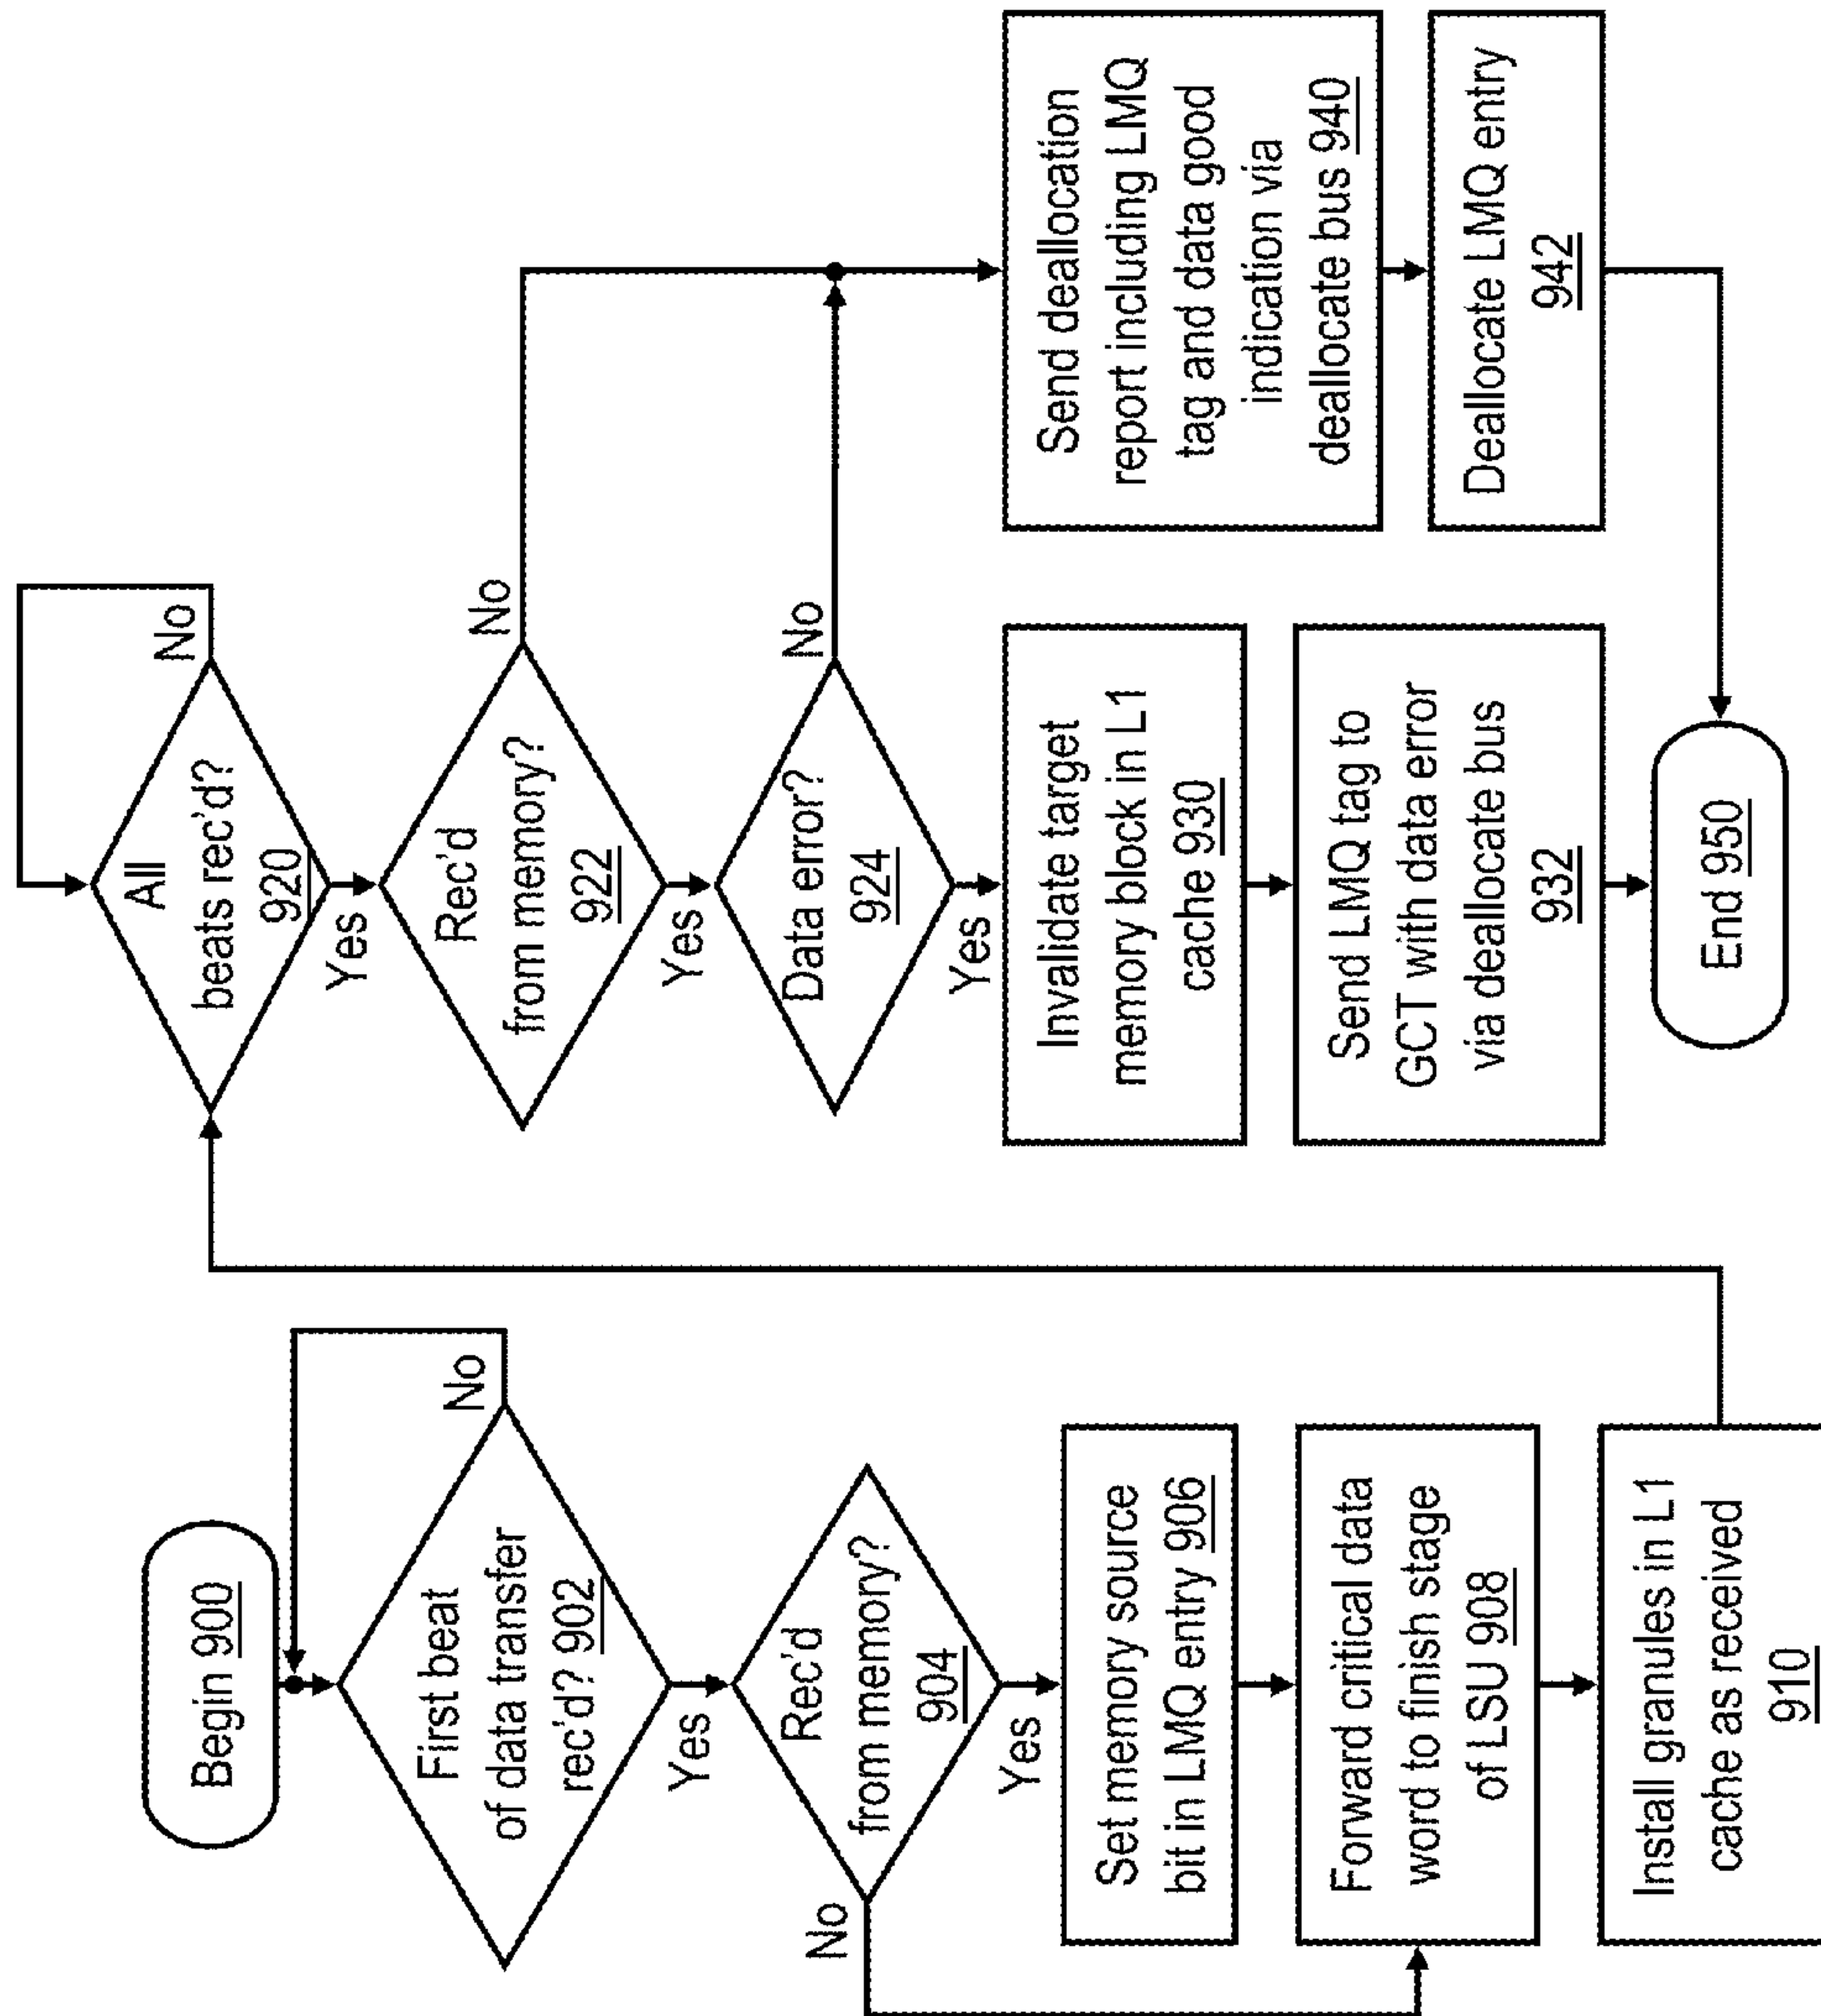 Begin 900
First beat
of data transfer
rec'd? 902
No
Yes
Rec'd
from memory?
904
No
Yes
Set memory source
bit in LMQ entry 906
Forward critical data
word to finish stage
of LSU 908
Install granules in L1
cache as received
910
All
beats rec'd?
920
No
Yes
Rec'd
from memory?
922
No
Yes
Data error?
924
No
Yes
Invalidate target
memory block in L1
cache 930
Send LMQ tag to
GCT with data error
via deallocate bus
932
Send deallocation
report including LMQ
tag and data good
indication via
deallocate bus 940
Deallocate LMQ entry
942
End 950